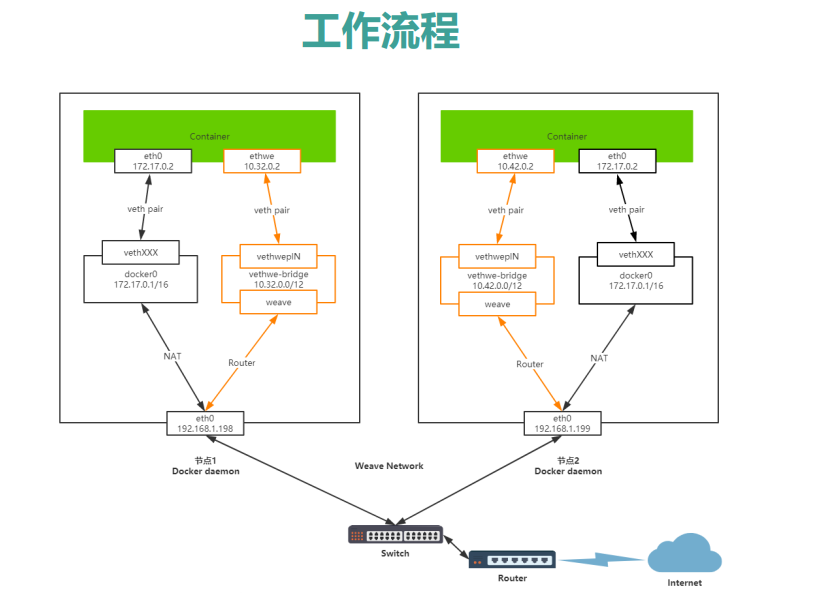 工作流程
Container
eth0
172.17.0.2
ethwe
10.32.0.2
veth pair
veth pair
vethXXX
docker0
172.17.0.1/16
vethwepIN
vethwe-bridge
10.32.0.0/12
weave
NAT
Router
eth0
192.168.1.198
节点1
Docker daemon
Container
ethwe
10.42.0.2
eth0
172.17.0.2
veth pair
veth pair
vethwepIN
vethwe-bridge
10.42.0.0/12
weave
vethXXX
docker0
172.17.0.1/16
Router
NAT
eth0
192.168.1.199
节点2
Docker daemon
Weave Network
Switch
Router
Internet